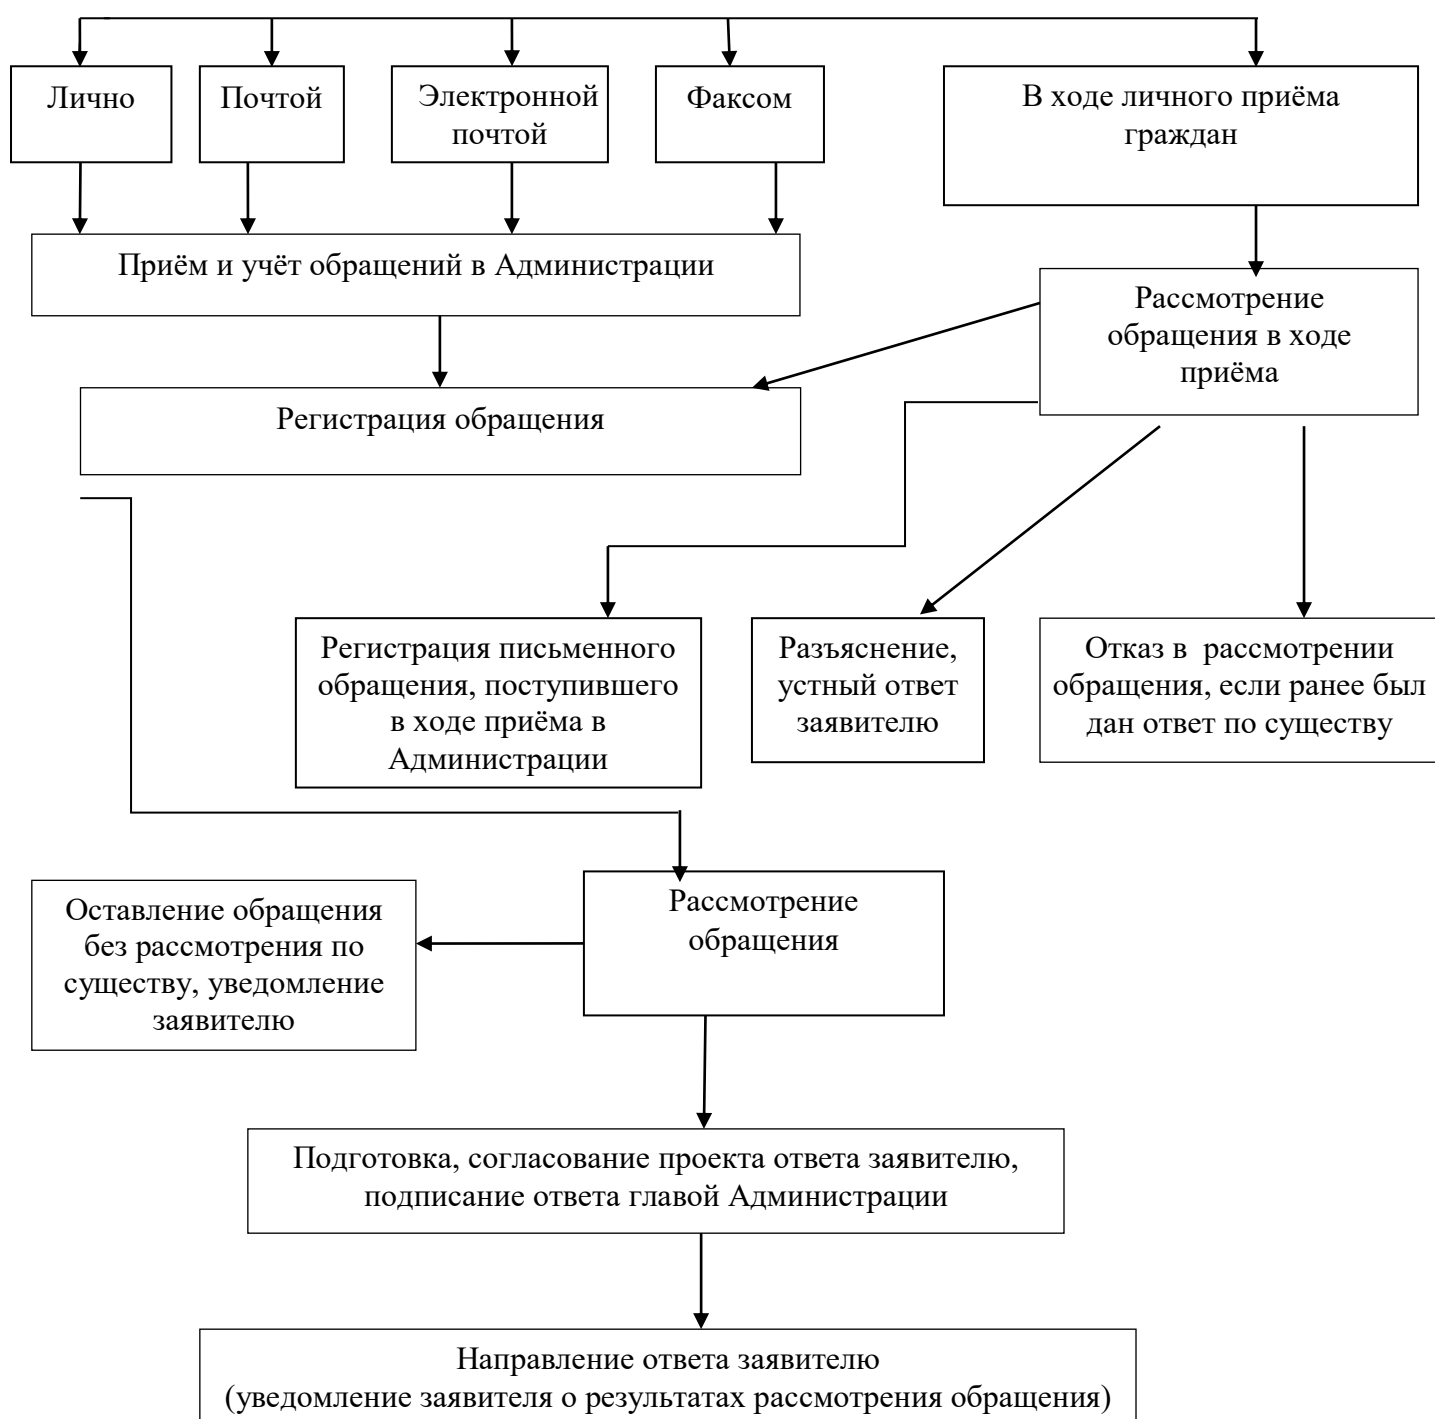 Лично
Почтой
Электронной
почтой
Факсом
В ходе личного приёма
граждан
Приём и учёт обращений в Администрации
Рассмотрение
обращения в ходе
приёма
Регистрация обращения
Регистрация письменного
обращения, поступившего
в ходе приёма в
Администрации
Разъяснение,
устный ответ
заявителю
Отказ в  рассмотрении
обращения, если ранее был
дан ответ по существу
Оставление обращения
без рассмотрения по
существу, уведомление
заявителю
Рассмотрение
обращения
Подготовка, согласование проекта ответа заявителю,
подписание ответа главой Администрации
Направление ответа заявителю
(уведомление заявителя о результатах рассмотрения обращения)